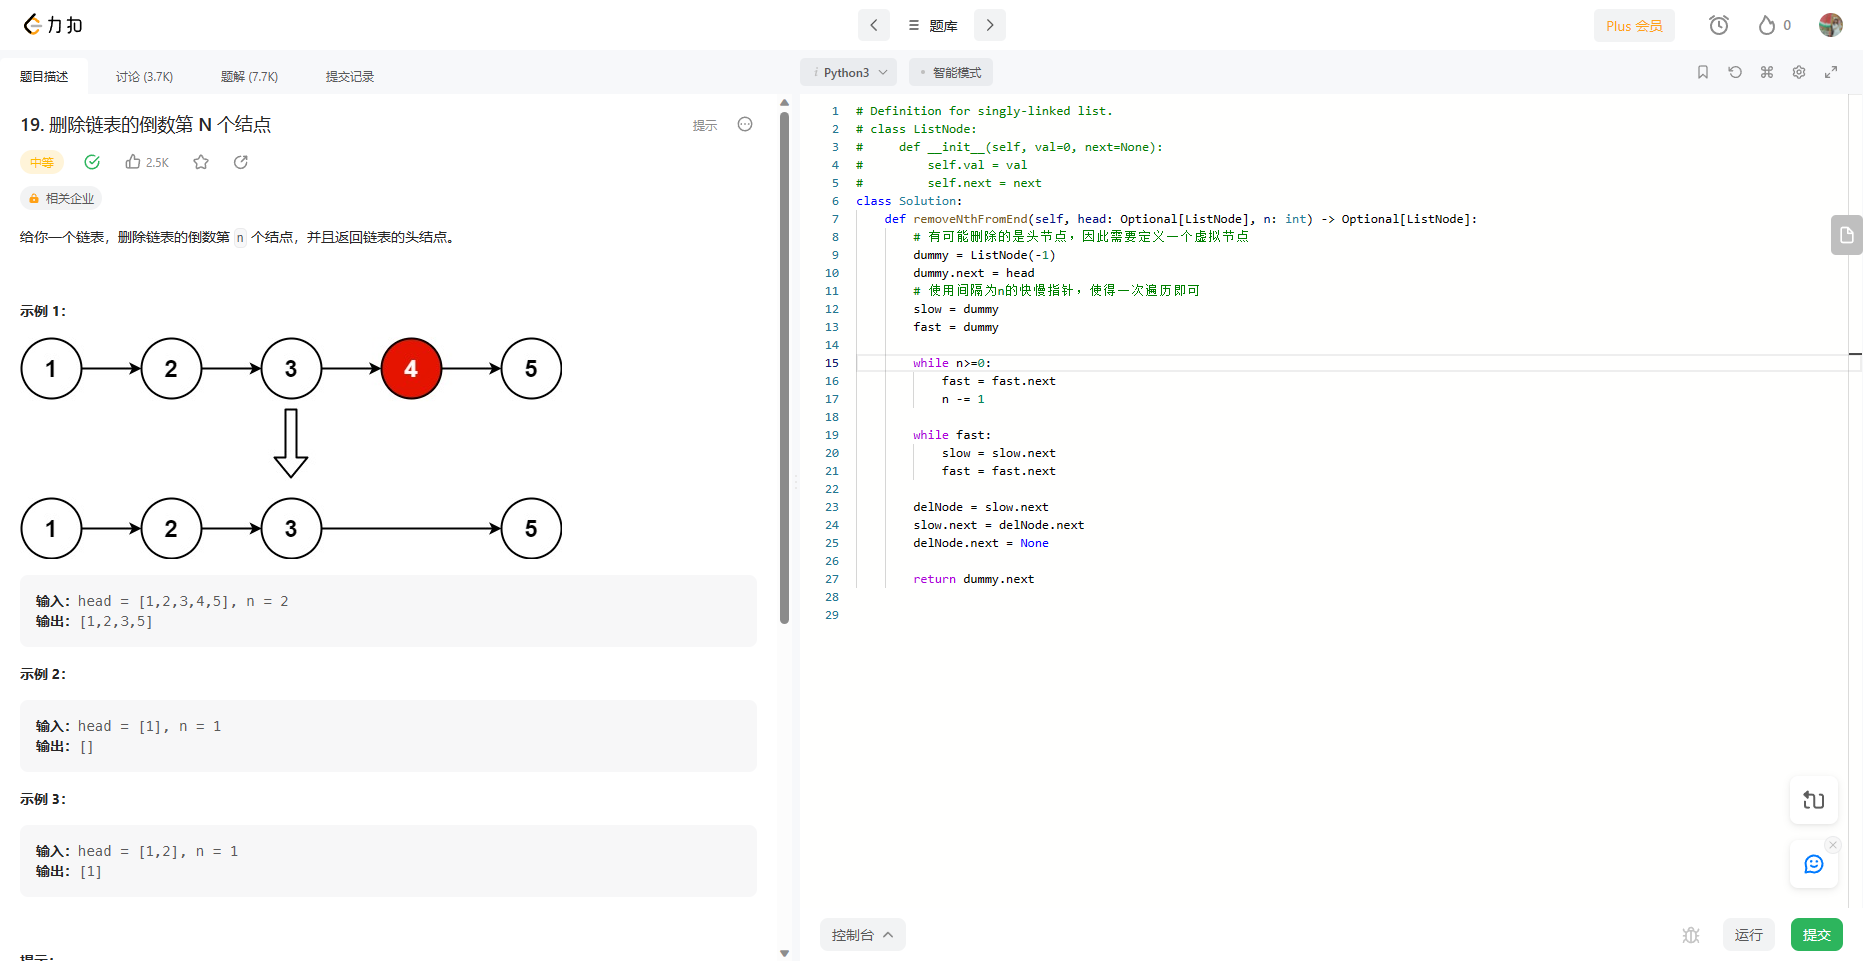 力扣
题库
Plus 会员
0
题目描述
讨论 (3.7K)
题解 (7.7K)
提交记录
19. 删除链表的倒数第 N 个结点
提示
中等
2.5K
相关企业
给你一个链表，删除链表的倒数第 n 个结点，并且返回链表的头结点。
示例 1：
1 2 3 4 5
1 2 3 5
输入：head = [1,2,3,4,5], n = 2
输出：[1,2,3,5]
示例 2：
输入：head = [1], n = 1
输出：[]
示例 3：
输入：head = [1,2], n = 1
输出：[1]
提示：
i Python3
智能模式
1 # Definition for singly-linked list.
2 # class ListNode:
3 #     def __init__(self, val=0, next=None):
4 #         self.val = val
5 #         self.next = next
6 class Solution:
7     def removeNthFromEnd(self, head: Optional[ListNode], n: int) -> Optional[ListNode]:
8         # 有可能删除的是头节点，因此需要定义一个虚拟节点
9         dummy = ListNode(-1)
10         dummy.next = head
11         # 使用间隔为n的快慢指针，使得一次遍历即可
12         slow = dummy
13         fast = dummy
14
15         while n>=0:
16             fast = fast.next
17             n -= 1
18
19         while fast:
20             slow = slow.next
21             fast = fast.next
22
23         delNode = slow.next
24         slow.next = delNode.next
25         delNode.next = None
26
27         return dummy.next
28
29
控制台
运行
提交